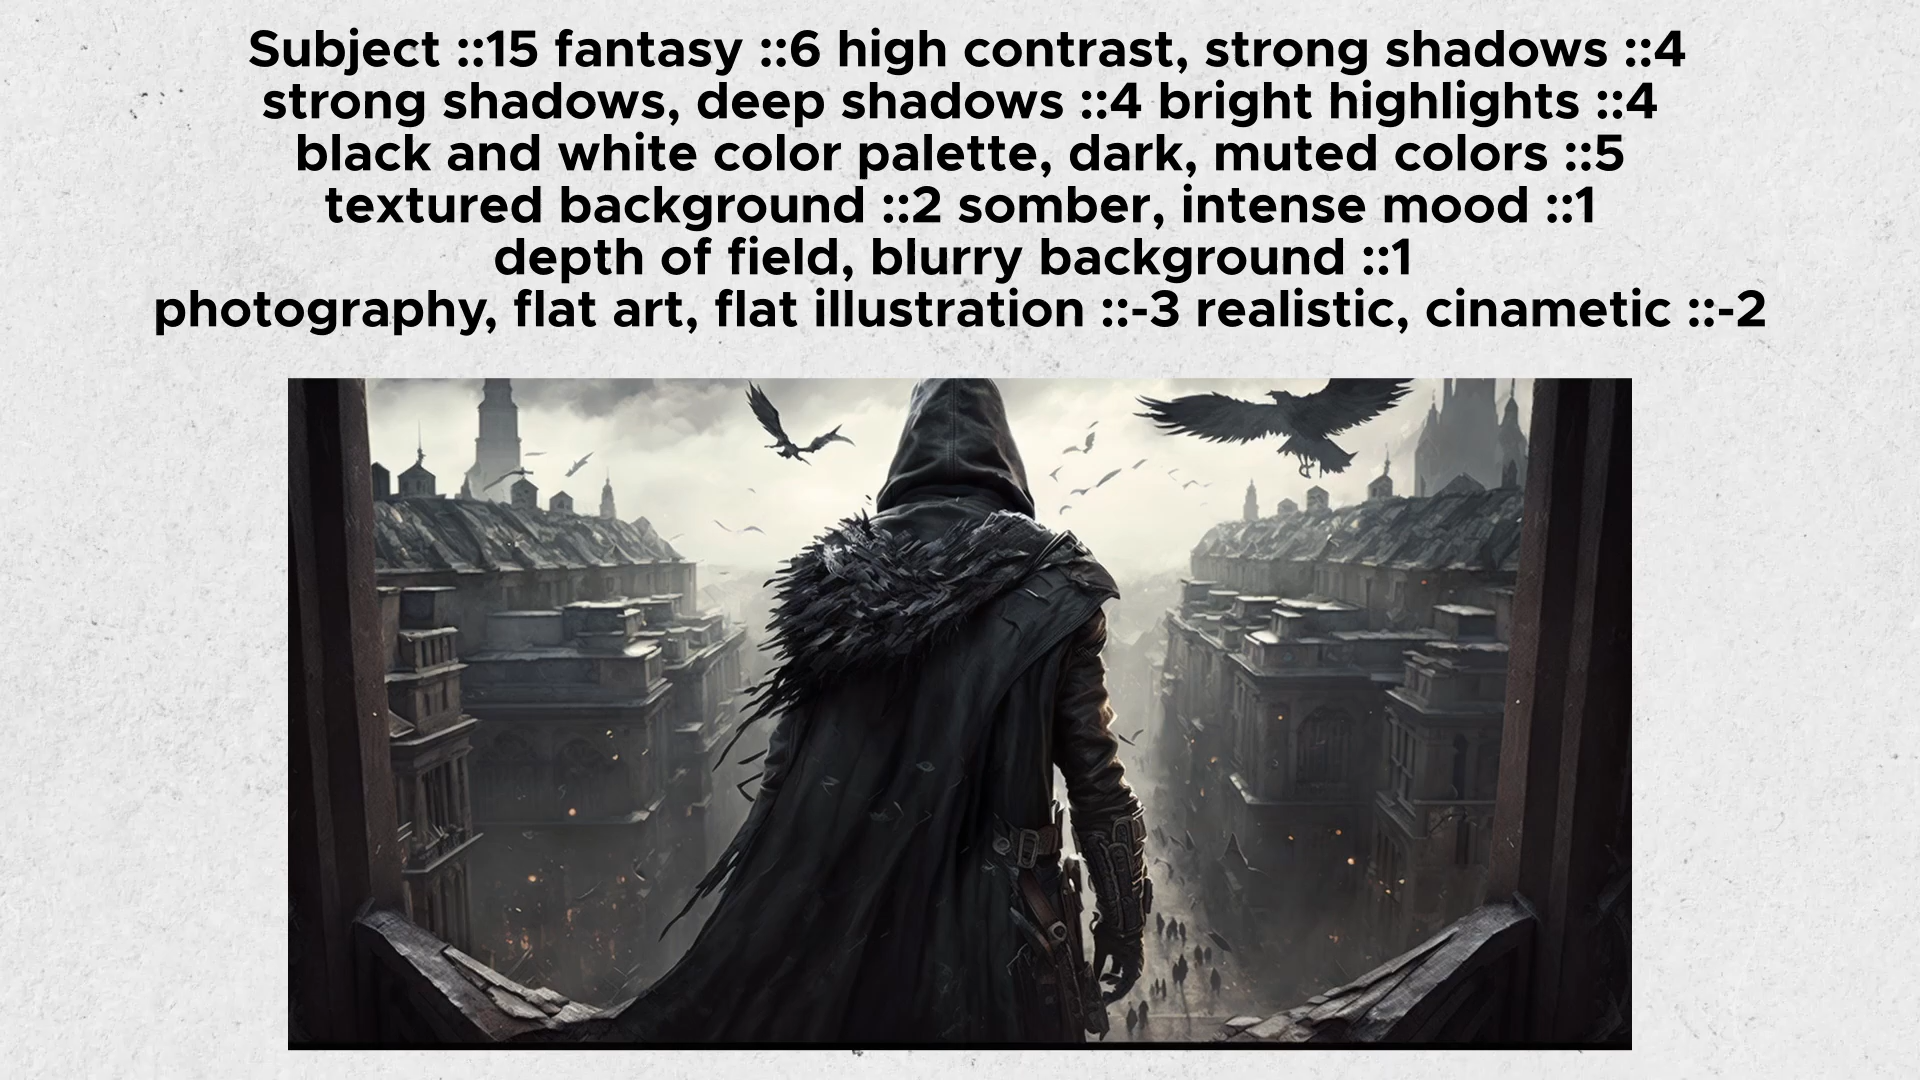 Subject ::15 fantasy ::6 high contrast, strong shadows ::4
strong shadows, deep shadows ::4 bright highlights ::4
black and white color palette, dark, muted colors ::5
textured background ::2 somber, intense mood ::1
depth of field, blurry background ::1
photography, flat art, flat illustration ::-3 realistic, cinametic ::-2